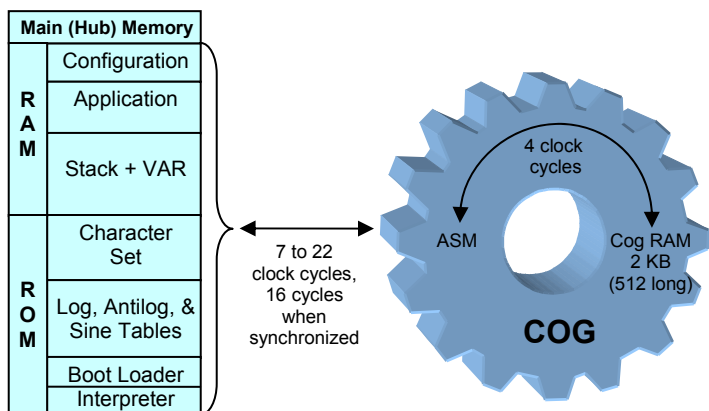 Main (Hub) Memory
R
A
M
Configuration
Application
Stack + VAR
R
O
M
Character
Set
Log, Antilog, &
Sine Tables
Boot Loader
Interpreter
7 to 22
clock cycles,
16 cycles
when
synchronized
4 clock
cycles
ASM
Cog RAM
2 KB
(512 long)
COG